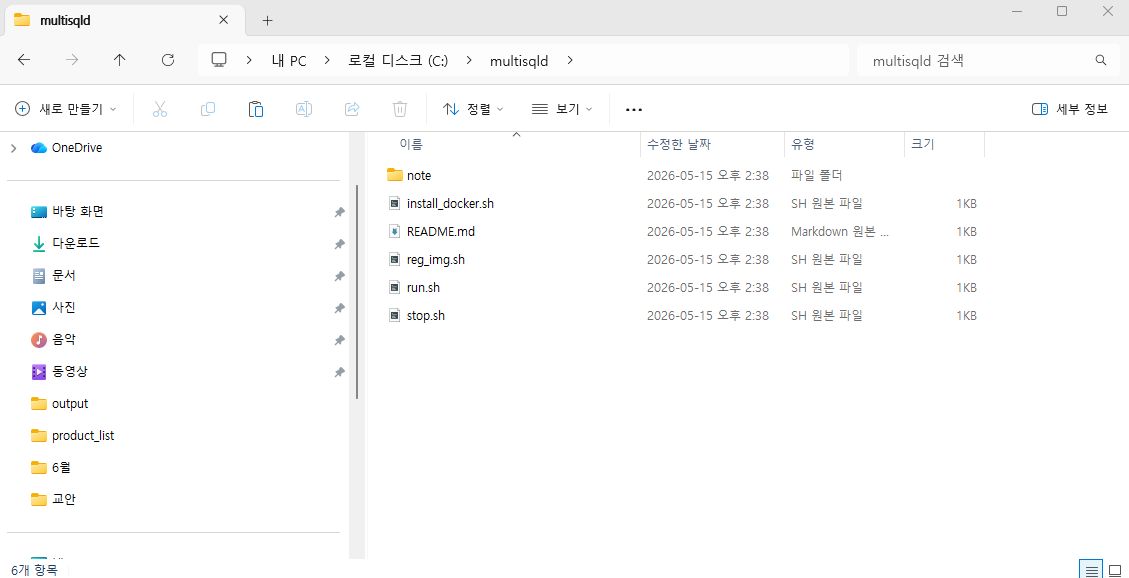 multisqld
내 PC 로컬 디스크 (C:) multisqld multisqld 검색
새로 만들기 정렬 보기 세부 정보
OneDrive
바탕 화면
다운로드
문서
사진
음악
동영상
output
product_list
6월
교안
이름 수정한 날짜 유형 크기
note 2026-05-15 오후 2:38 파일 폴더
install_docker.sh 2026-05-15 오후 2:38 SH 원본 파일 1KB
README.md 2026-05-15 오후 2:38 Markdown 원본 ... 1KB
reg_img.sh 2026-05-15 오후 2:38 SH 원본 파일 1KB
run.sh 2026-05-15 오후 2:38 SH 원본 파일 1KB
stop.sh 2026-05-15 오후 2:38 SH 원본 파일 1KB
6개 항목